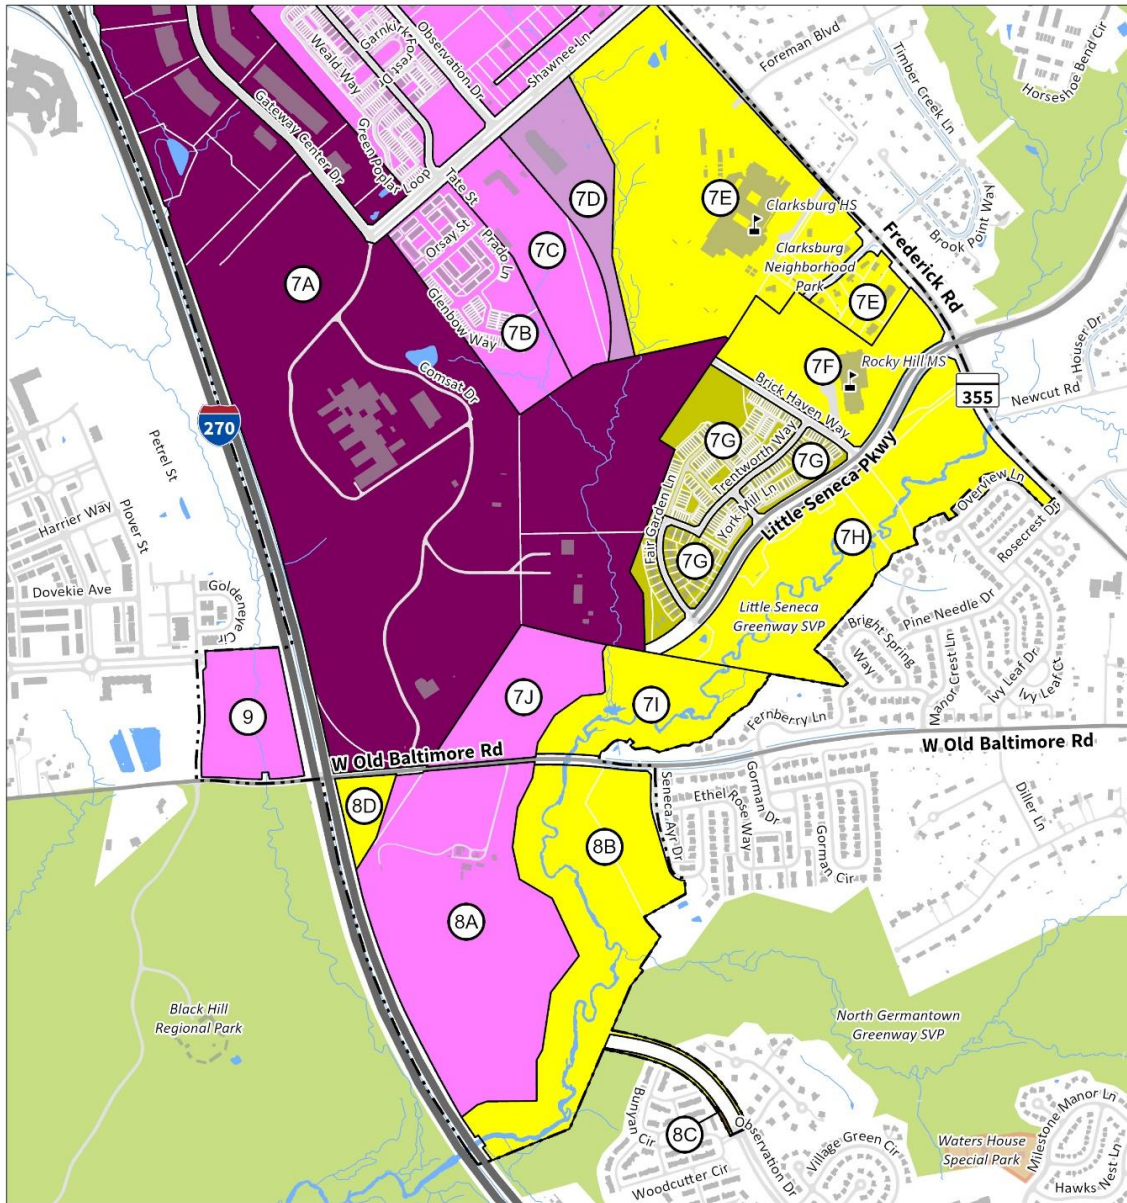 Foreman Blvd
Timber Creek Ln
Horseshoe Bend Cir
Weald Way
Garnkirk Forest Dr
Observation Dr
Shawnee Ln
Gateway Center Dr
Green Poplar
Loop
Tate St
Orsay St
Prado Ln
Glenbow Way
7D
7E
Clarksburg HS
Clarksburg
Neighborhood
Park
Brook Point Way
Frederick Rd
7A
7C
7B
7E
7F
Rocky Hill MS
Houser Dr
355
Newcut Rd
Comsat Dr
Brick Haven Way
270
Petrel St
Plover St
Harrier Way
Dovekie Ave
Goldeneye Cir
7G
7G
7G
Trentworth Way
York Mill Ln
Fair Garden Ln
Little Seneca Pkwy
7H
Overview Ln
Rosecrest Dr
Little Seneca
Greenway SVP
Pine Needle Dr
Bright Spring
Way
Manor Crest Ln
Ivy Leaf Dr
Ivy Leaf Ct
9
7J
7I
Fernberry Ln
W Old Baltimore Rd
W Old Baltimore Rd
8D
8B
8A
Seneca Ayr Dr
Ethel Rose Way
Gorman Dr
Gorman Cir
Diller Ln
Black Hill
Regional Park
North Germantown
Greenway SVP
Bunyan Cir
8C
Observation Dr
Woodcutter Cir
Village Green Cir
Waters House
Special Park
Milestone Manor Ln
Hawks Nest Ln